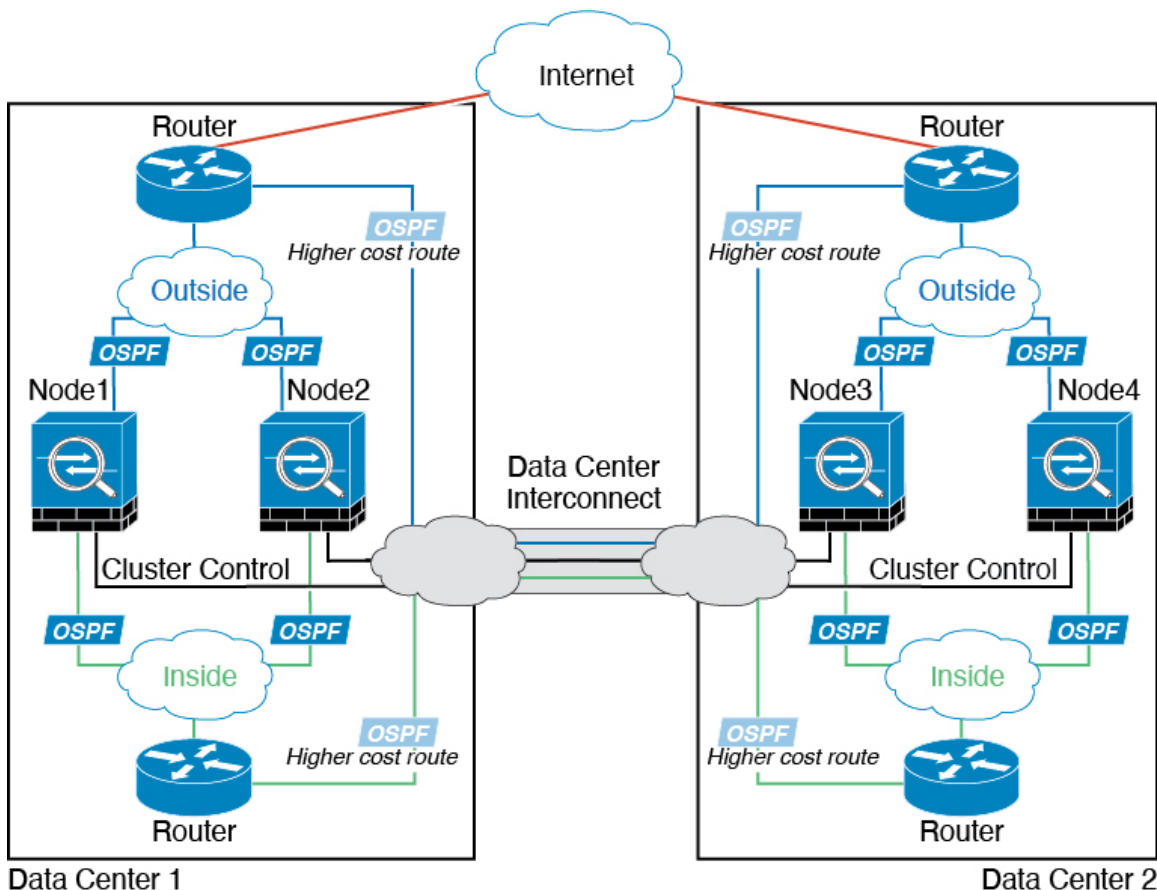 Internet
Router
Router
OSPF
Higher cost route
OSPF
Higher cost route
Outside
Outside
OSPF
OSPF
OSPF
OSPF
Node1
Node2
Node3
Node4
Data Center
Interconnect
Cluster Control
Cluster Control
OSPF
OSPF
OSPF
OSPF
Inside
Inside
OSPF
Higher cost route
OSPF
Higher cost route
Router
Router
Data Center 1
Data Center 2